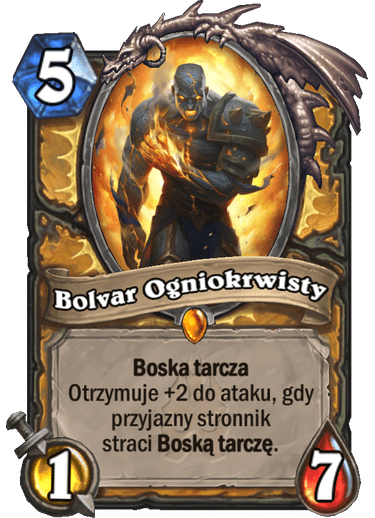 5
Bolvar Ogniokrwisty
Boska tarcza
Otrzymuje +2 do ataku, gdy
przyjazny stronnik
straci Boską tarczę.
1
7